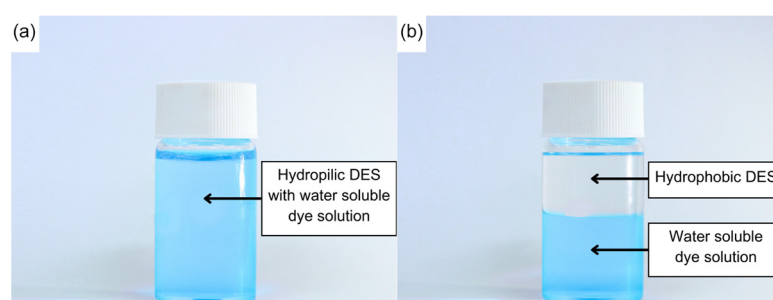 (a)
Hydropilic DES
with water soluble
dye solution
(b)
Hydrophobic DES
Water soluble
dye solution